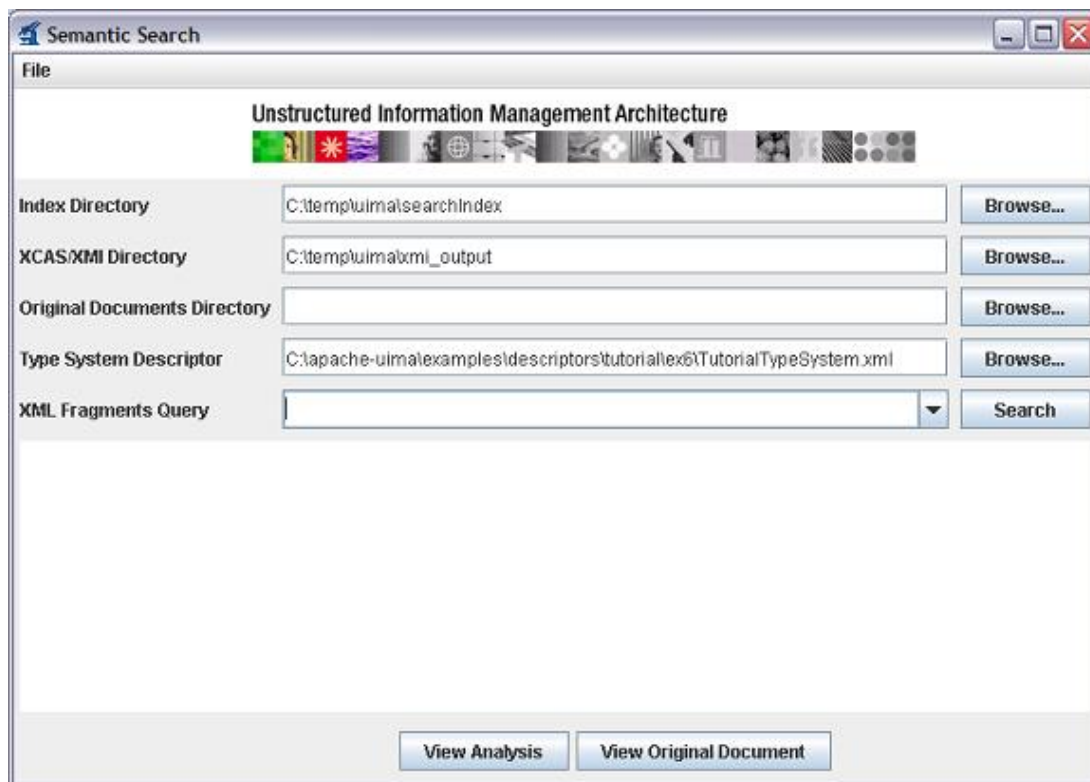 Semantic Search
File
Unstructured Information Management Architecture
Index Directory C:\temp\uima\searchIndex Browse...
XCAS/XMI Directory C:\temp\uima\xmi_output Browse...
Original Documents Directory Browse...
Type System Descriptor C:\apache-uima\examples\descriptors\tutorial\ex6\TutorialTypeSystem.xml Browse...
XML Fragments Query Search
View Analysis View Original Document